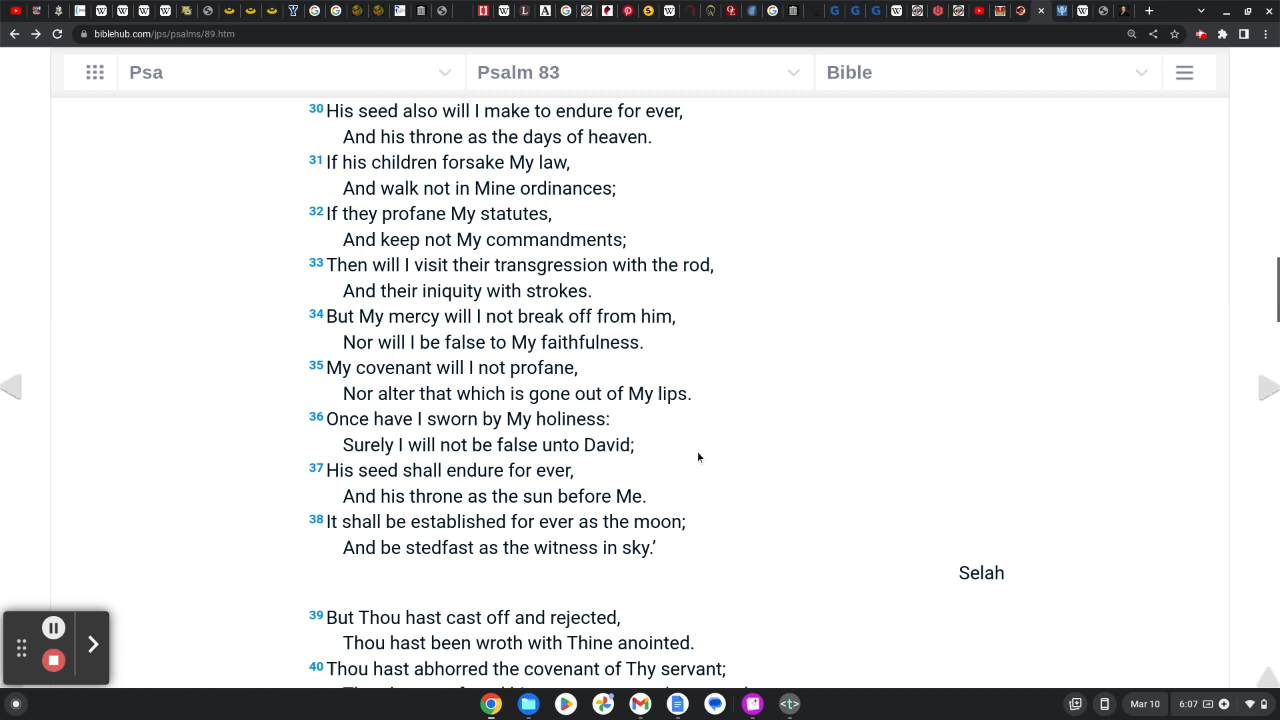 biblehub.com/jps/psalms/89.htm
Psa
Psalm 83
Bible
30 His seed also will I make to endure for ever,
And his throne as the days of heaven.
31 If his children forsake My law,
And walk not in Mine ordinances;
32 If they profane My statutes,
And keep not My commandments;
33 Then will I visit their transgression with the rod,
And their iniquity with strokes.
34 But My mercy will I not break off from him,
Nor will I be false to My faithfulness.
35 My covenant will I not profane,
Nor alter that which is gone out of My lips.
36 Once have I sworn by My holiness:
Surely I will not be false unto David;
37 His seed shall endure for ever,
And his throne as the sun before Me.
38 It shall be established for ever as the moon;
And be stedfast as the witness in sky.’
Selah
39 But Thou hast cast off and rejected,
Thou hast been wroth with Thine anointed.
40 Thou hast abhorred the covenant of Thy servant;
Mar 10
6:07